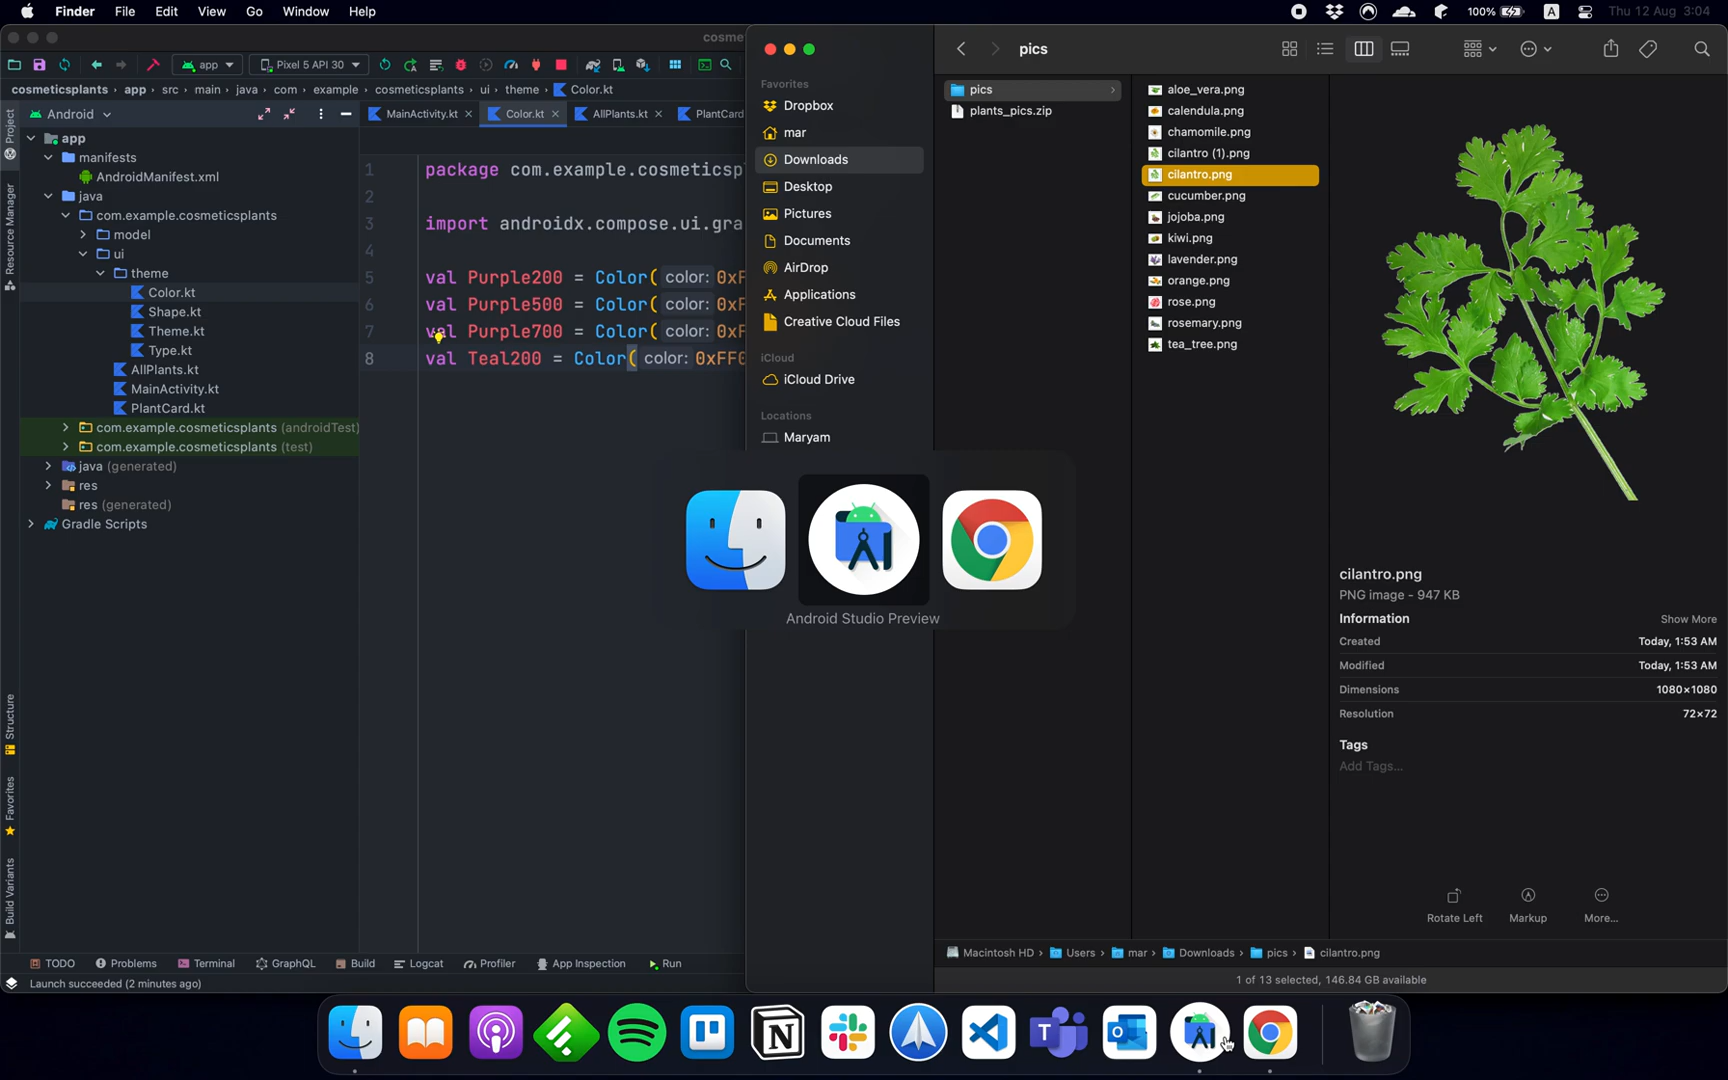 Finder File Edit View Go Window Help
100% A Thu 12 Aug 3:04
cosme
app Pixel 5 API 30
cosmeticsplants › app › src › main › java › com › example › cosmeticsplants › ui › theme › Color.kt
Android
MainActivity.kt Color.kt AllPlants.kt PlantCard
Project
Resource Manager
Structure
Favorites
Build Variants
app
manifests
AndroidManifest.xml
java
com.example.cosmeticsplants
model
ui
theme
Color.kt
Shape.kt
Theme.kt
Type.kt
AllPlants.kt
MainActivity.kt
PlantCard.kt
com.example.cosmeticsplants (androidTest)
com.example.cosmeticsplants (test)
java (generated)
res
res (generated)
Gradle Scripts
1 package com.example.cosmeticsp
2
3 import androidx.compose.ui.gra
4
5 val Purple200 = Color( color: 0xF
6 val Purple500 = Color( color: 0xF
7 val Purple700 = Color( color: 0xF
8 val Teal200 = Color( color: 0xFF0
pics
Favorites
Dropbox
mar
Downloads
Desktop
Pictures
Documents
AirDrop
Applications
Creative Cloud Files
iCloud
iCloud Drive
Locations
Maryam
pics
plants_pics.zip
aloe_vera.png
calendula.png
chamomile.png
cilantro (1).png
cilantro.png
cucumber.png
jojoba.png
kiwi.png
lavender.png
orange.png
rose.png
rosemary.png
tea_tree.png
Android Studio Preview
cilantro.png
PNG image - 947 KB
Information Show More
Created Today, 1:53 AM
Modified Today, 1:53 AM
Dimensions 1080×1080
Resolution 72×72
Tags
Add Tags...
Rotate Left Markup More...
Macintosh HD › Users › mar › Downloads › pics › cilantro.png
1 of 13 selected, 146.84 GB available
TODO Problems Terminal GraphQL Build Logcat Profiler App Inspection Run
Launch succeeded (2 minutes ago)